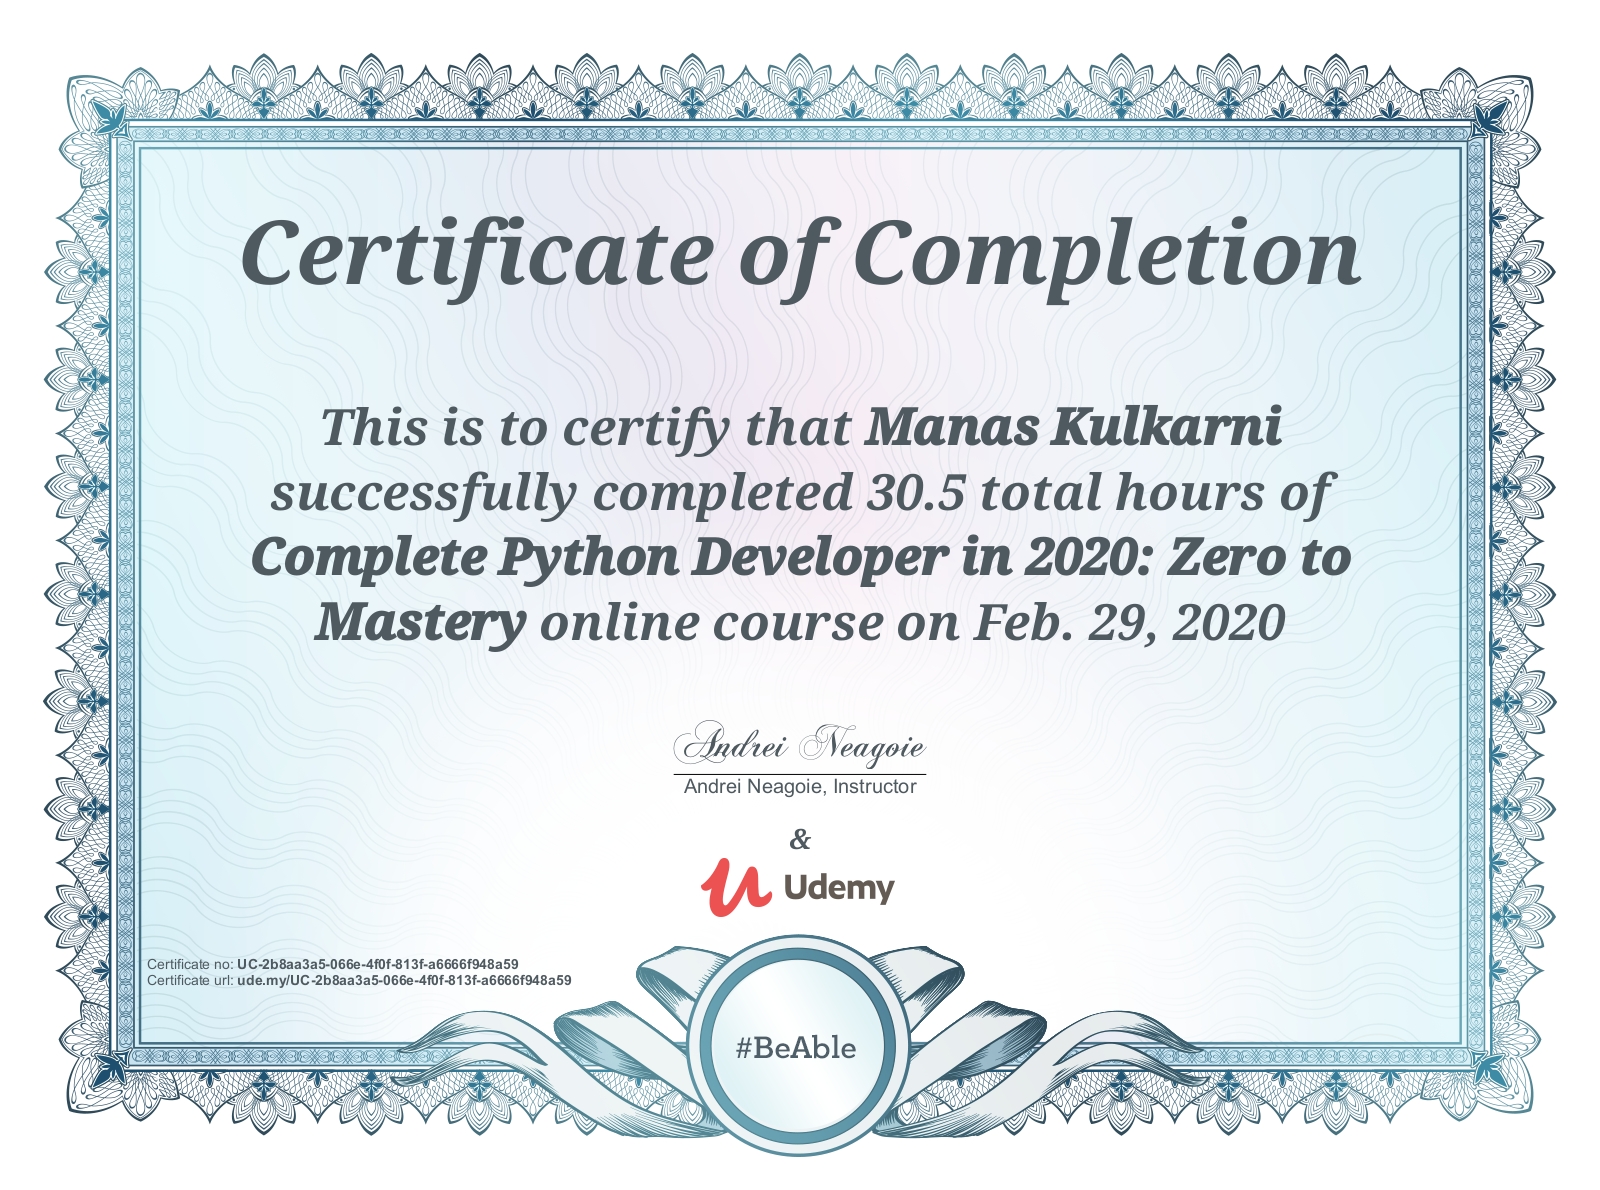 Certificate of Completion
This is to certify that Manas Kulkarni
successfully completed 30.5 total hours of
Complete Python Developer in 2020: Zero to
Mastery online course on Feb. 29, 2020
Andrei Neagoie
Andrei Neagoie, Instructor
&
Udemy
Certificate no: UC-2b8aa3a5-066e-4f0f-813f-a6666f948a59
Certificate url: ude.my/UC-2b8aa3a5-066e-4f0f-813f-a6666f948a59
#BeAble